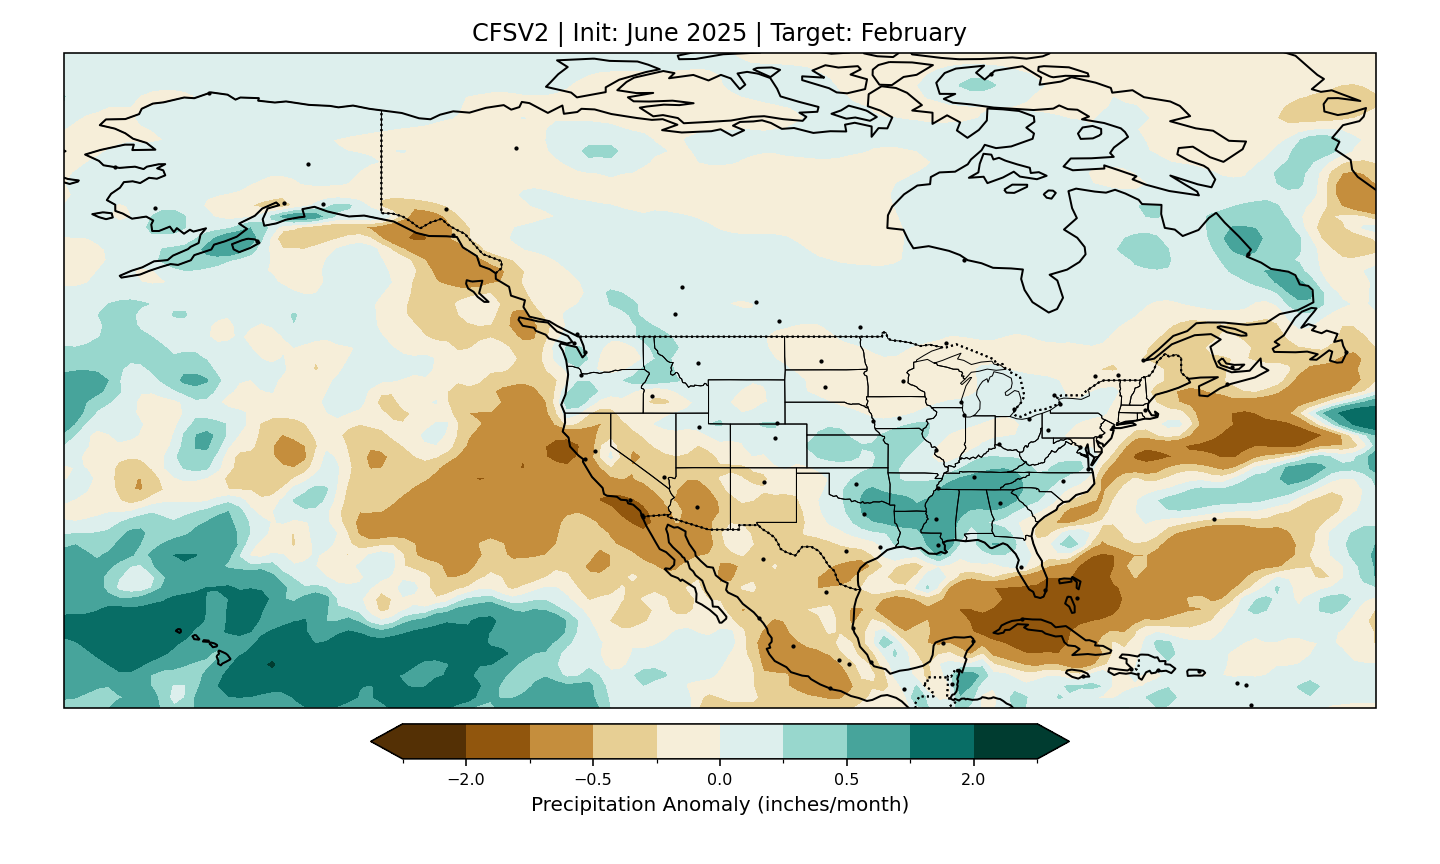 CFSV2 | Init: June 2025 | Target: February
−2.0 −0.5 0.0 0.5 2.0
Precipitation Anomaly (inches/month)